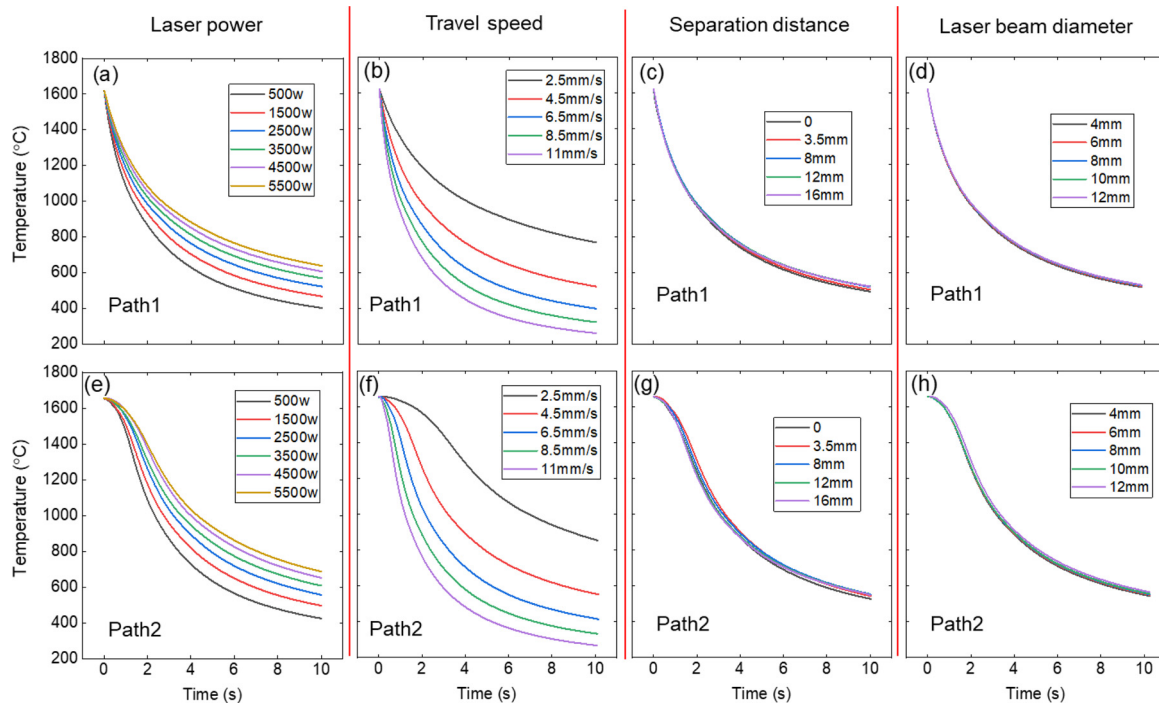 Laser power
Travel speed
Separation distance
Laser beam diameter
Temperature (°C)
1800
1600
1400
1200
1000
800
600
400
200
(a)
500w
1500w
2500w
3500w
4500w
5500w
Path1
(b)
2.5mm/s
4.5mm/s
6.5mm/s
8.5mm/s
11mm/s
Path1
(c)
0
3.5mm
8mm
12mm
16mm
Path1
(d)
4mm
6mm
8mm
10mm
12mm
Path1
Temperature (°C)
1800
1600
1400
1200
1000
800
600
400
200
(e)
500w
1500w
2500w
3500w
4500w
5500w
Path2
0 2 4 6 8 10
Time (s)
(f)
2.5mm/s
4.5mm/s
6.5mm/s
8.5mm/s
11mm/s
Path2
0 2 4 6 8 10
Time (s)
(g)
0
3.5mm
8mm
12mm
16mm
Path2
0 2 4 6 8 10
Time (s)
(h)
4mm
6mm
8mm
10mm
12mm
Path2
0 2 4 6 8 10
Time (s)